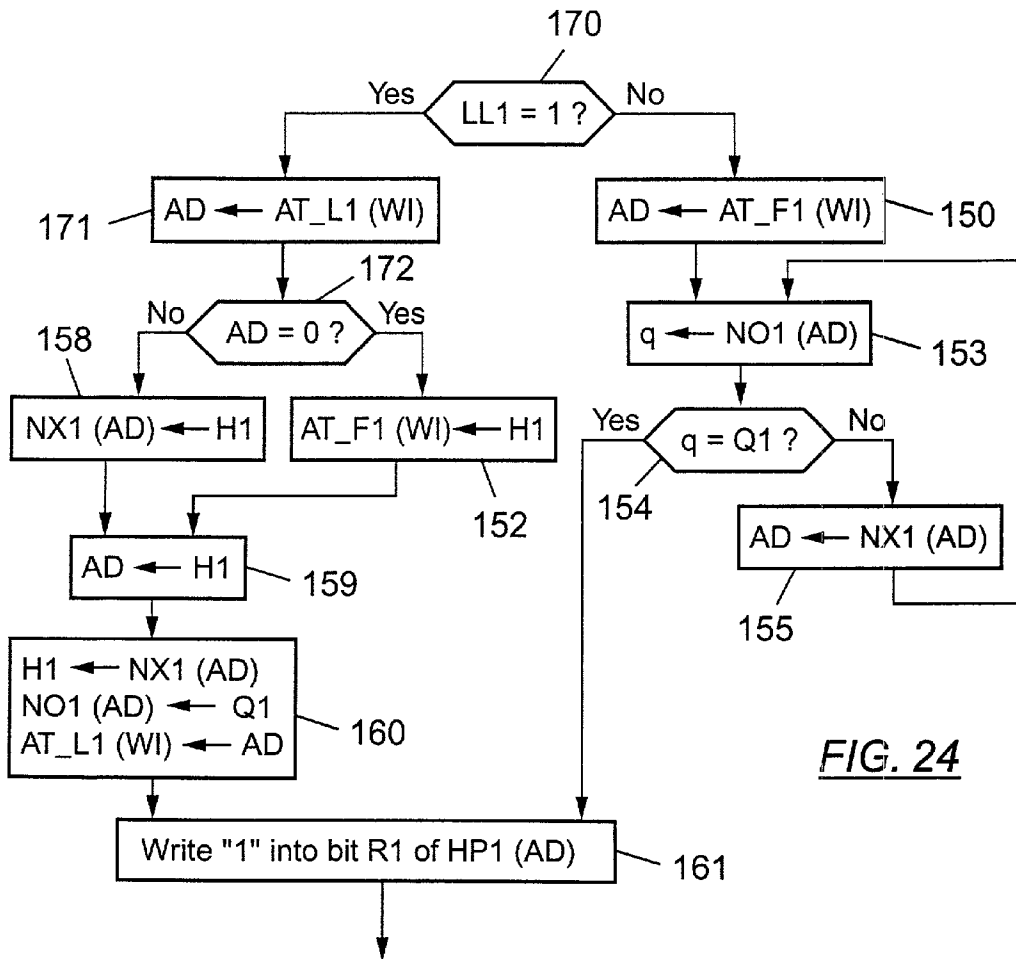 170
Yes
LL1 = 1 ?
No
171
AD ← AT_L1 (WI)
AD ← AT_F1 (WI)
150
172
No
AD = 0 ?
Yes
q ← NO1 (AD)
153
158
NX1 (AD) ← H1
AT_F1 (WI) ← H1
152
Yes
q = Q1 ?
No
154
AD ← NX1 (AD)
155
AD ← H1
159
H1 ← NX1 (AD)
NO1 (AD) ← Q1
AT_L1 (WI) ← AD
160
FIG. 24
Write "1" into bit R1 of HP1 (AD)
161